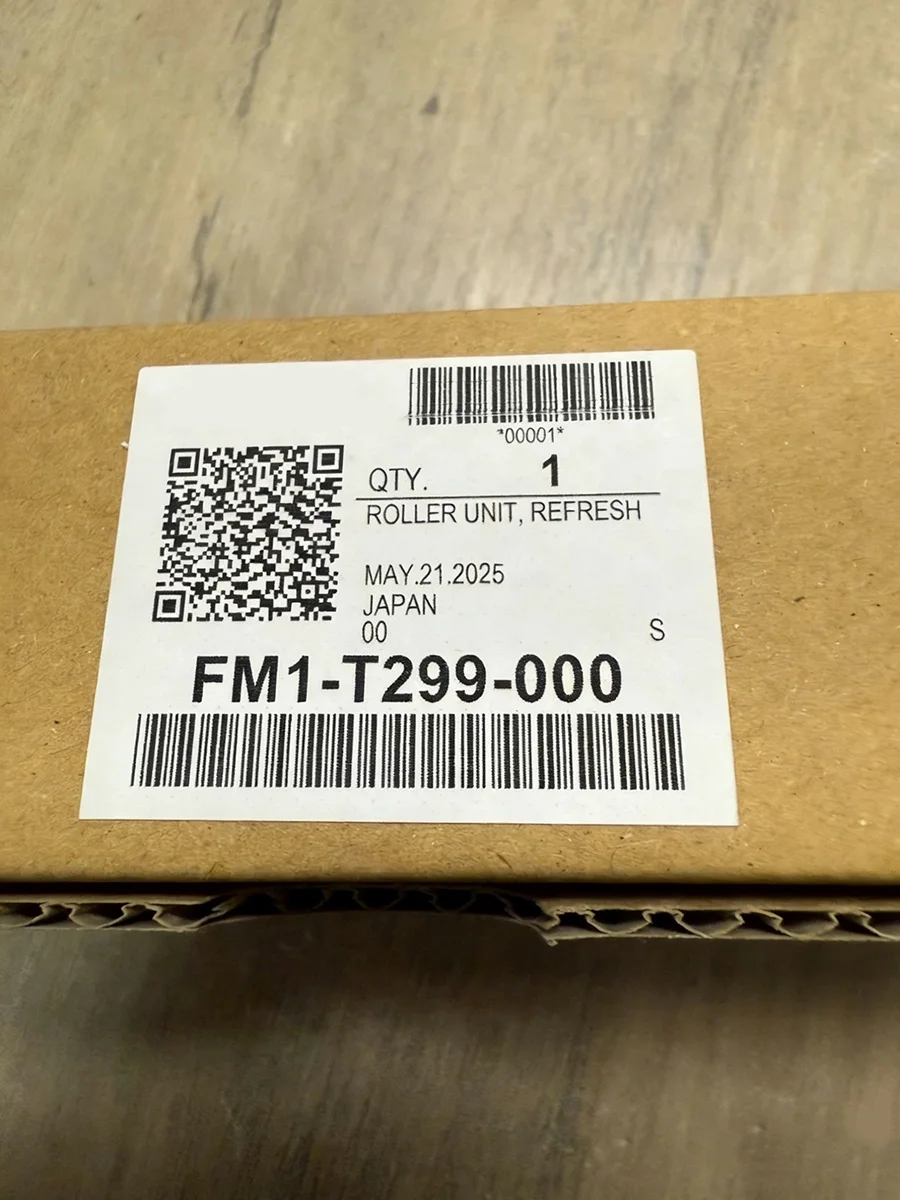 *00001*
QTY. 1
ROLLER UNIT, REFRESH
MAY.21.2025
JAPAN
00 S
FM1-T299-000